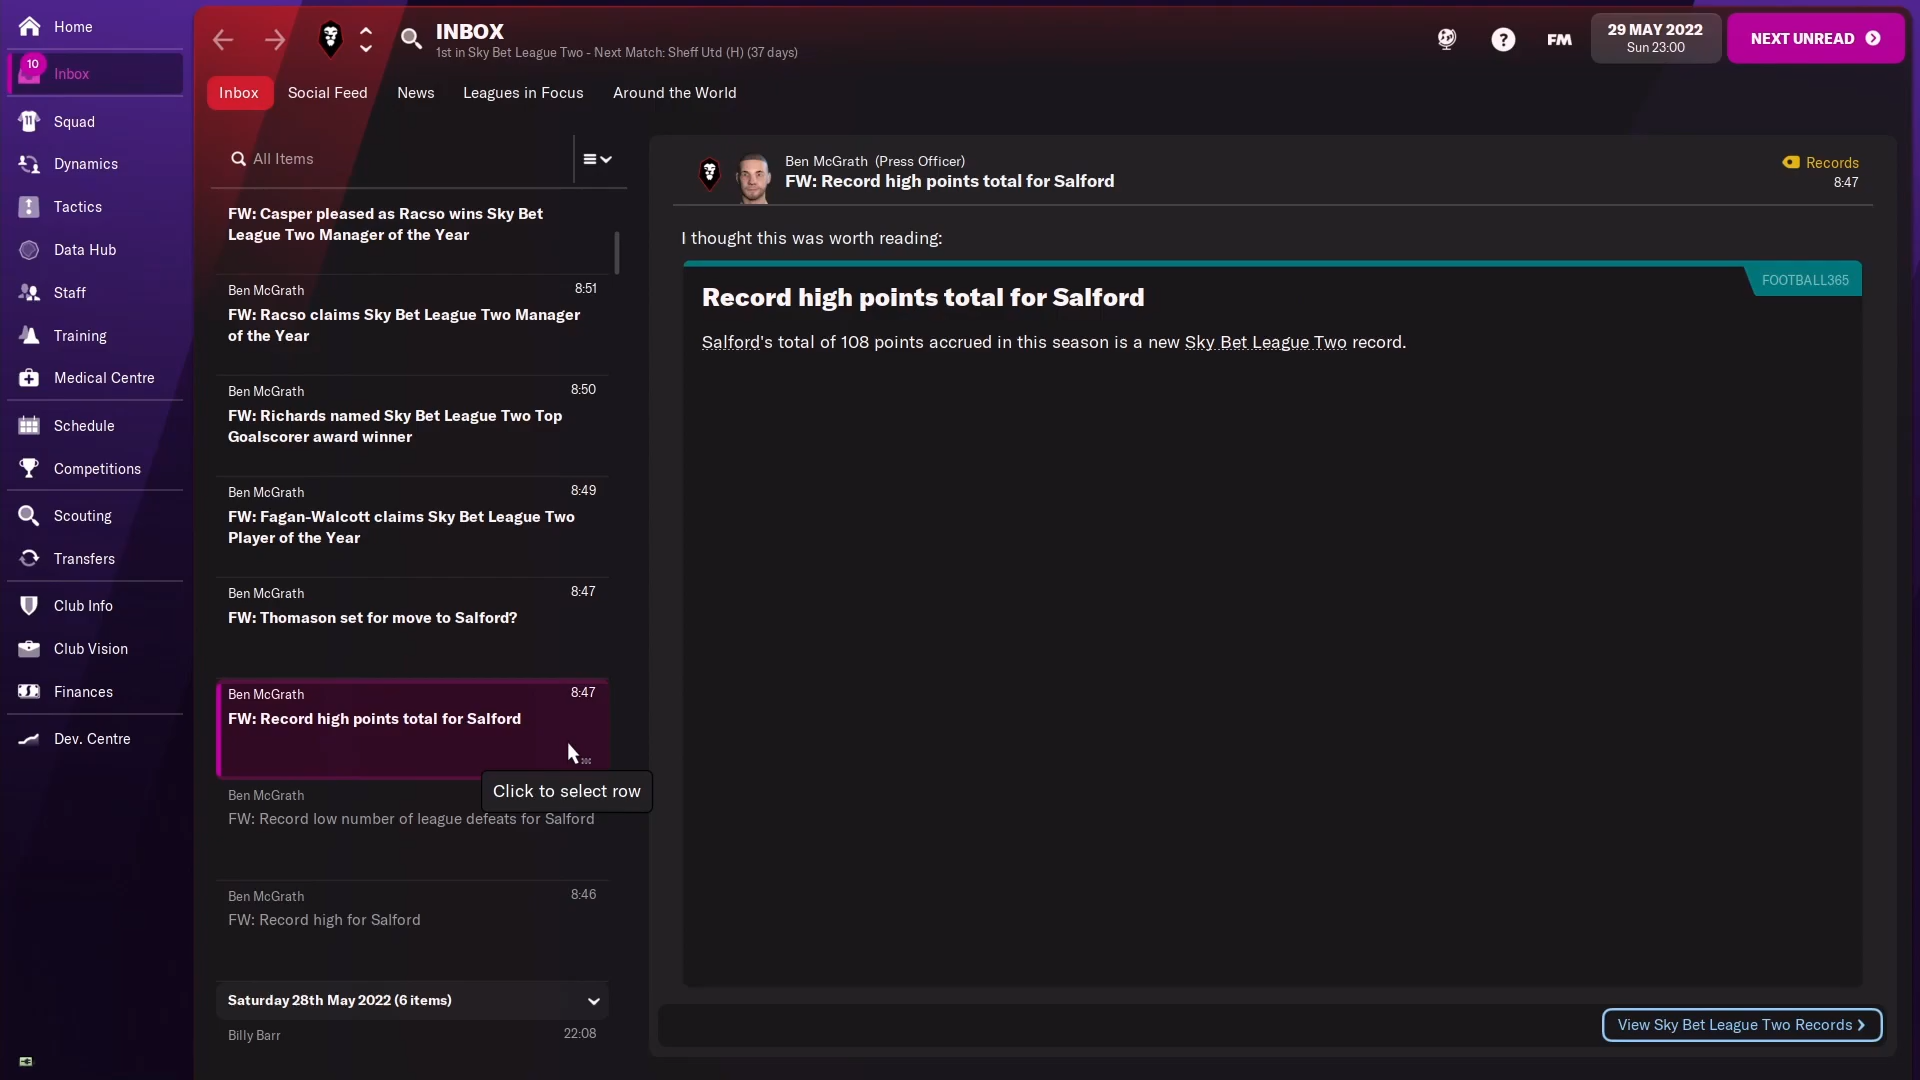 Home
10
Inbox
Squad
Dynamics
Tactics
Data Hub
Staff
Training
Medical Centre
Schedule
Competitions
Scouting
Transfers
Club Info
Club Vision
Finances
Dev. Centre
INBOX
1st in Sky Bet League Two - Next Match: Sheff Utd (H) (37 days)
?
FM
29 MAY 2022
Sun 23:00
NEXT UNREAD
Inbox
Social Feed
News
Leagues in Focus
Around the World
All Items
FW: Casper pleased as Racso wins Sky Bet
League Two Manager of the Year
Ben McGrath 8:51
FW: Racso claims Sky Bet League Two Manager
of the Year
Ben McGrath 8:50
FW: Richards named Sky Bet League Two Top
Goalscorer award winner
Ben McGrath 8:49
FW: Fagan-Walcott claims Sky Bet League Two
Player of the Year
Ben McGrath 8:47
FW: Thomason set for move to Salford?
Ben McGrath 8:47
FW: Record high points total for Salford
Click to select row
Ben McGrath
FW: Record low number of league defeats for Salford
Ben McGrath 8:46
FW: Record high for Salford
Saturday 28th May 2022 (6 items)
Billy Barr 22:08
Ben McGrath (Press Officer)
FW: Record high points total for Salford
Records
8:47
I thought this was worth reading:
FOOTBALL365
Record high points total for Salford
Salford's total of 108 points accrued in this season is a new Sky Bet League Two record.
View Sky Bet League Two Records